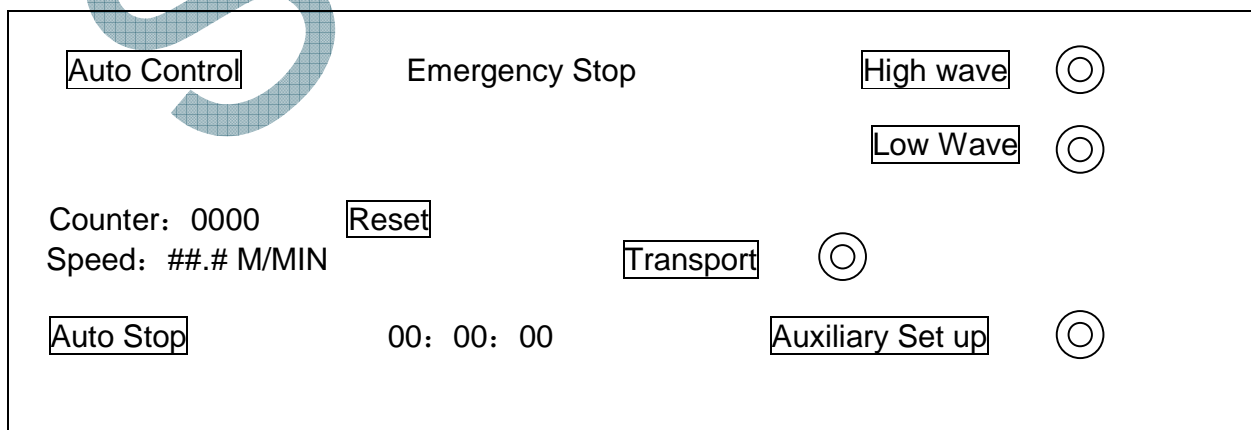 Auto Control Emergency Stop High wave
Low Wave
Counter：0000 Reset
Speed：##.# M/MIN Transport
Auto Stop 00：00：00 Auxiliary Set up